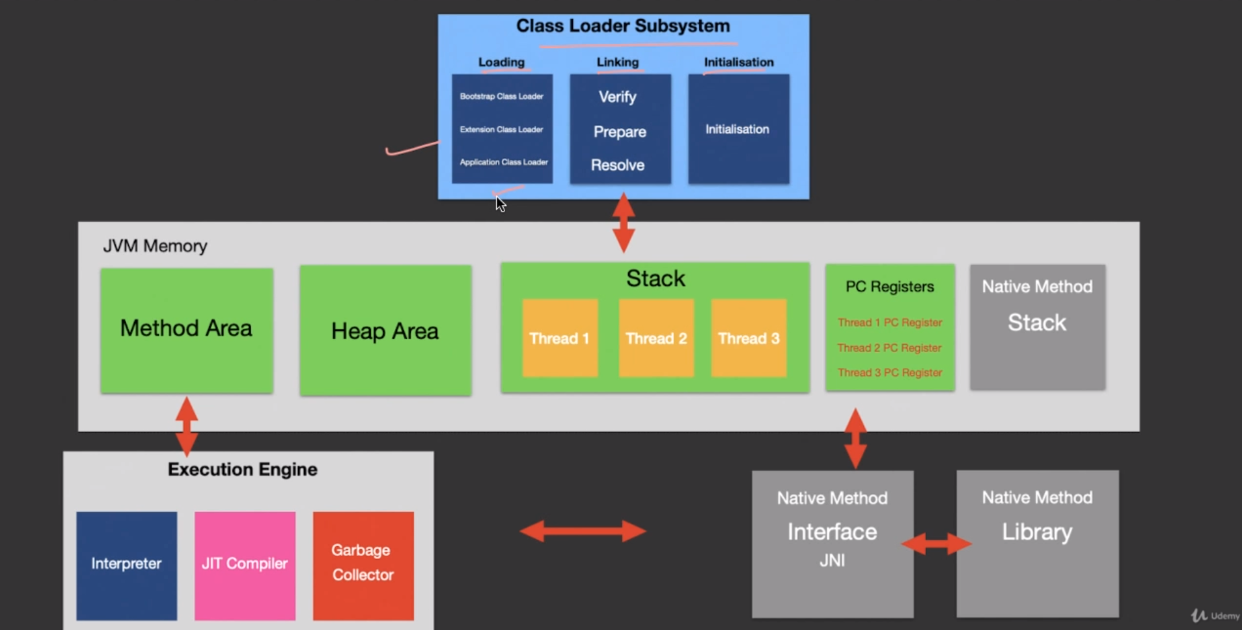 Class Loader Subsystem
Loading
Linking
Initialisation
Bootstrap Class Loader
Extension Class Loader
Application Class Loader
Verify
Prepare
Resolve
Initialisation
JVM Memory
Method Area
Heap Area
Stack
Thread 1
Thread 2
Thread 3
PC Registers
Thread 1 PC Register
Thread 2 PC Register
Thread 3 PC Register
Native Method
Stack
Execution Engine
Interpreter
JIT Compiler
Garbage
Collector
Native Method
Interface
JNI
Native Method
Library
Udemy